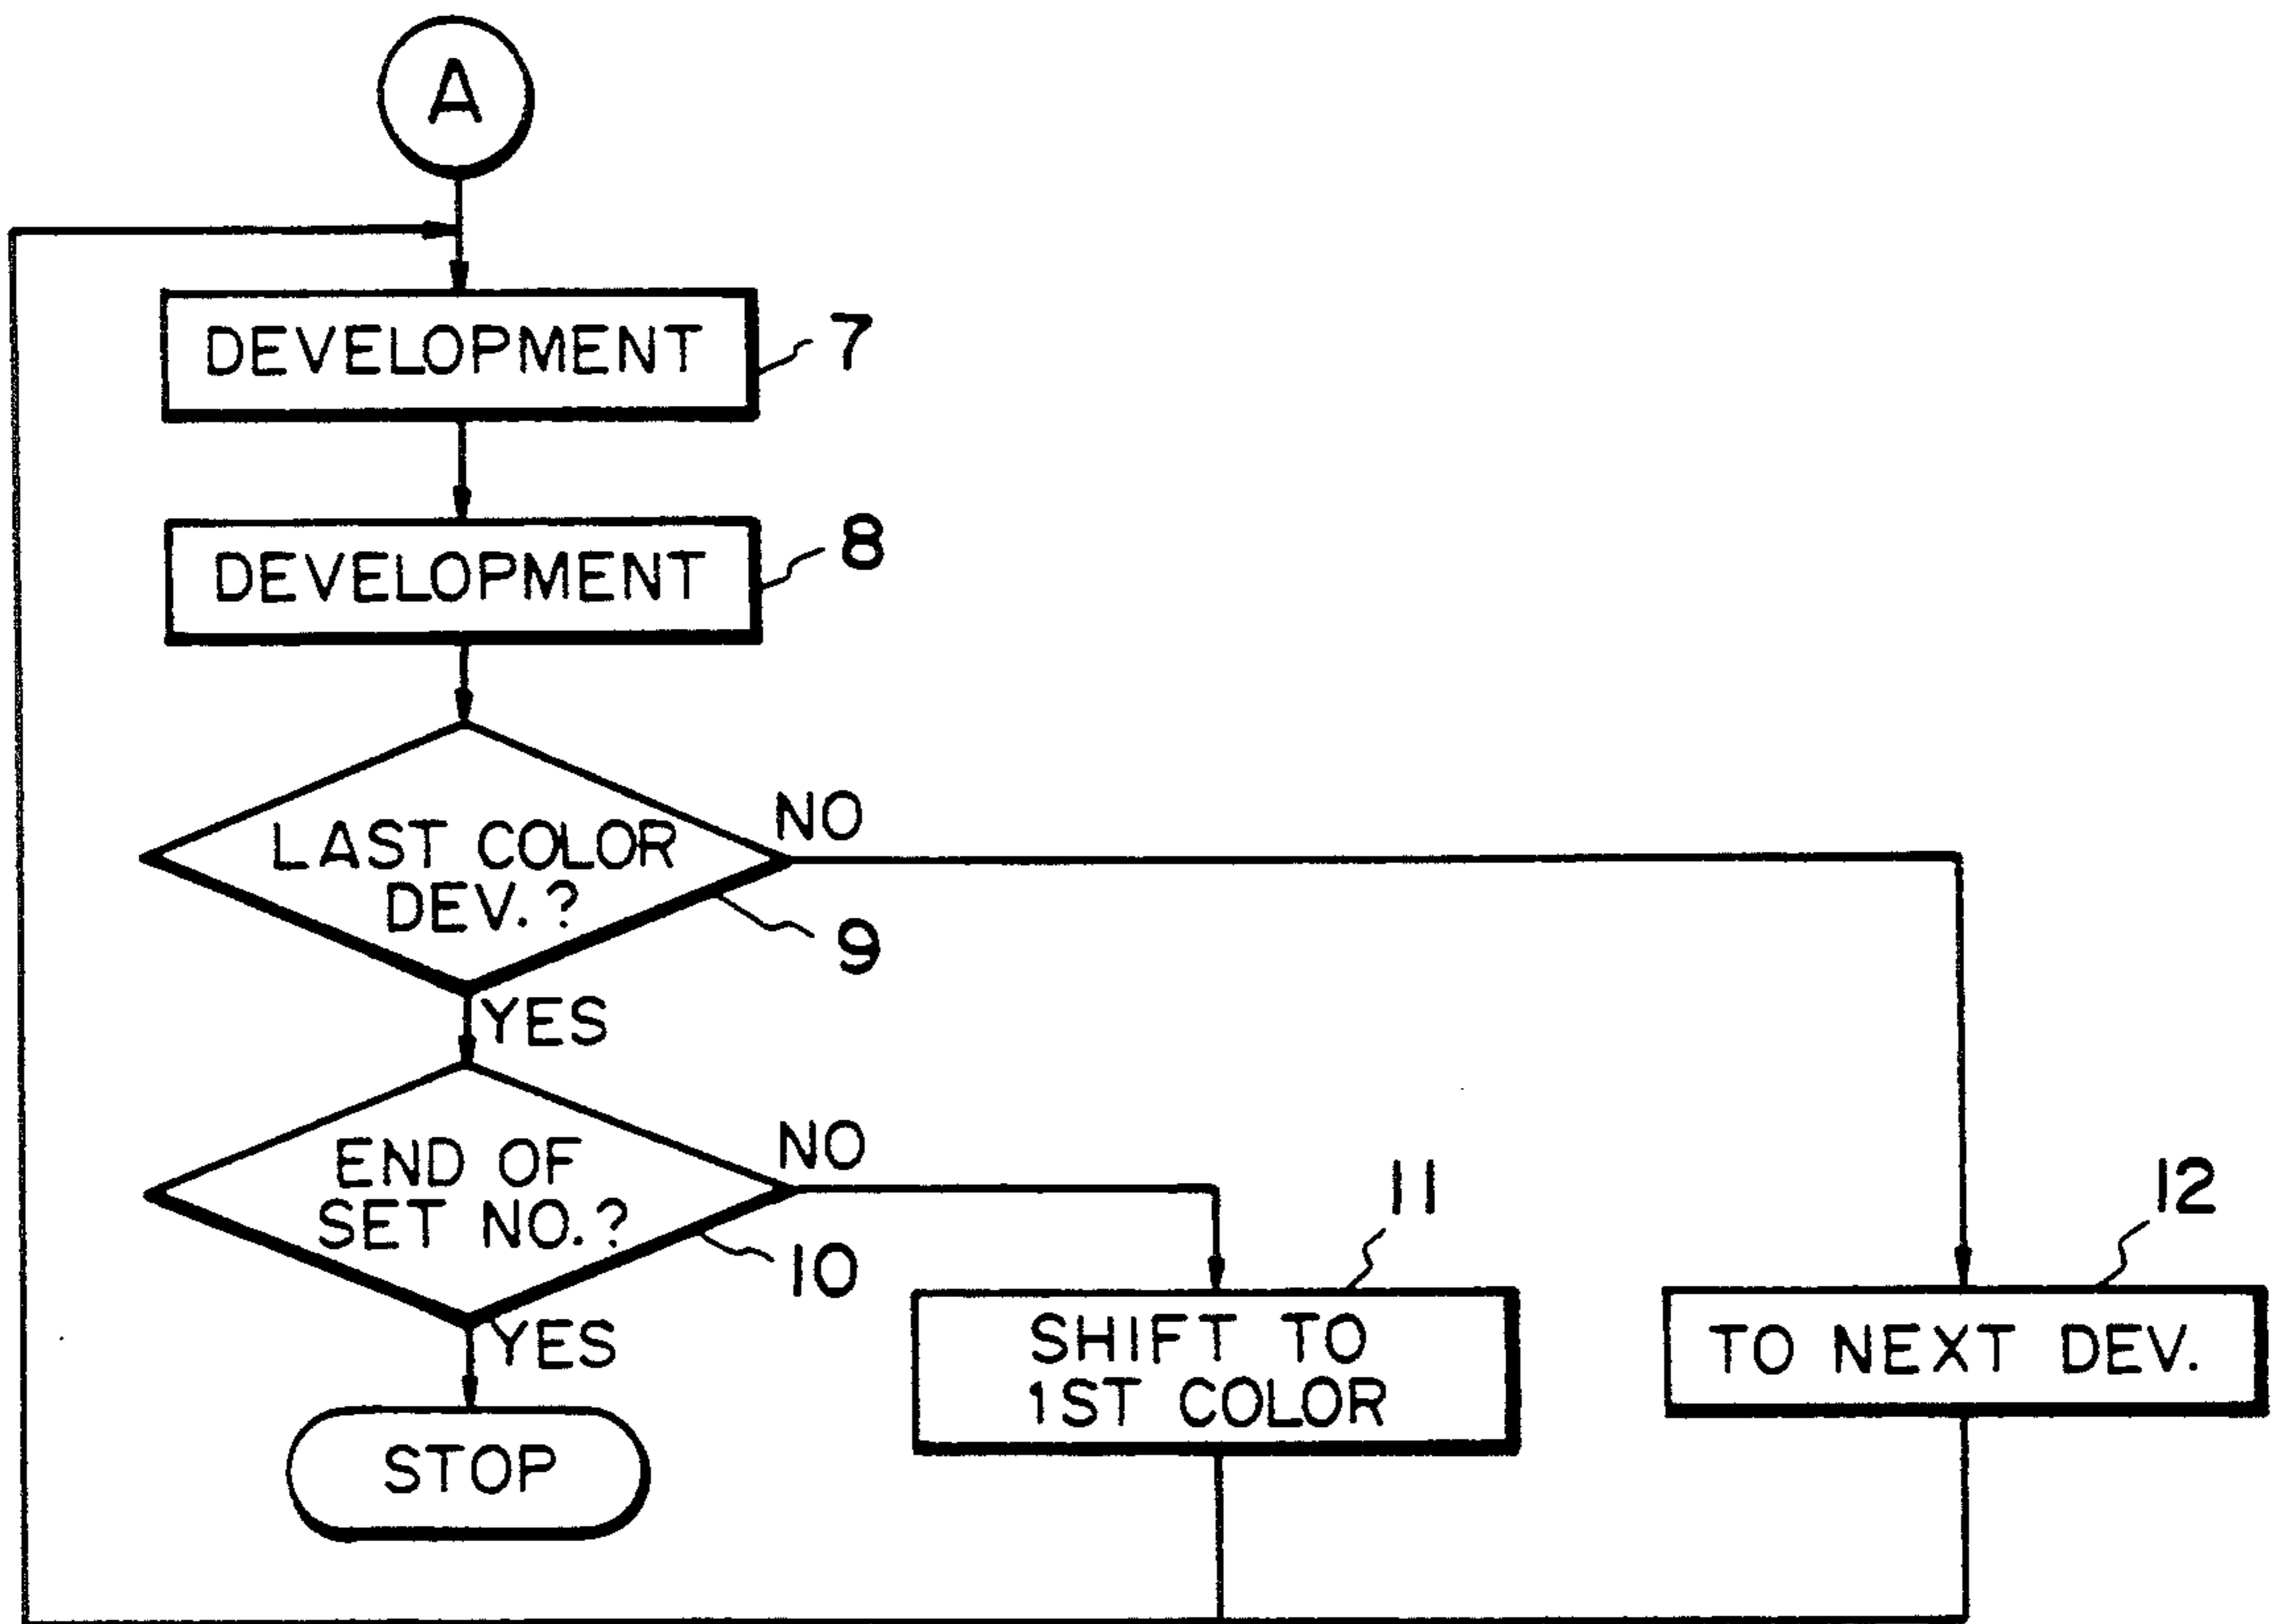 A
DEVELOPMENT
7
DEVELOPMENT
8
LAST COLOR
DEV.?
NO
9
YES
END OF
SET NO.?
NO
10
YES
STOP
11
SHIFT TO
1ST COLOR
12
TO NEXT DEV.